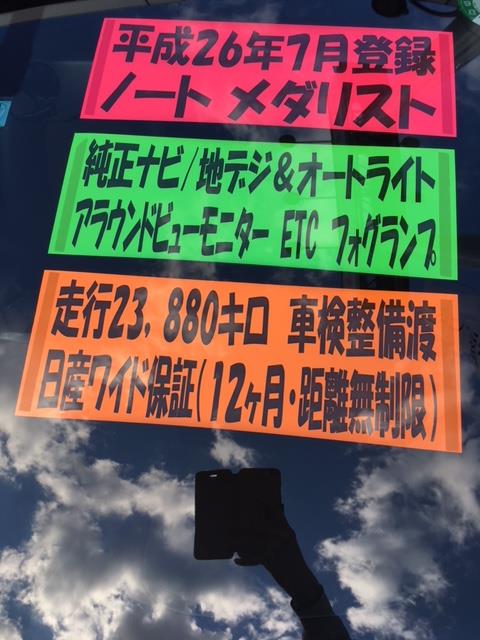 平成26年7月登録
ノート メダリスト
純正ナビ/地デジ&オートライト
アラウンドビューモニター ETC フォグランプ
走行23,880キロ 車検整備渡
日産ワイド保証(12ヶ月・距離無制限)